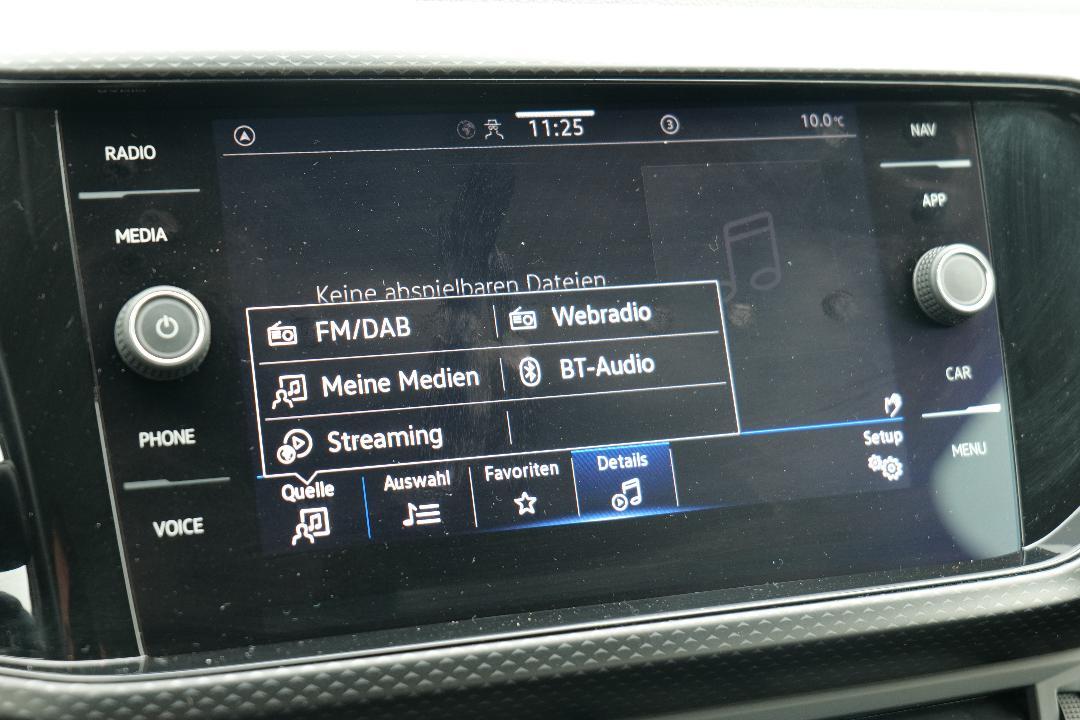 11:25
3
10.0°C
RADIO
MEDIA
PHONE
VOICE
NAV
APP
CAR
MENU
Keine abspielbaren Dateien
FM/DAB
Webradio
Meine Medien
BT-Audio
Streaming
Quelle
Auswahl
Favoriten
Details
Setup